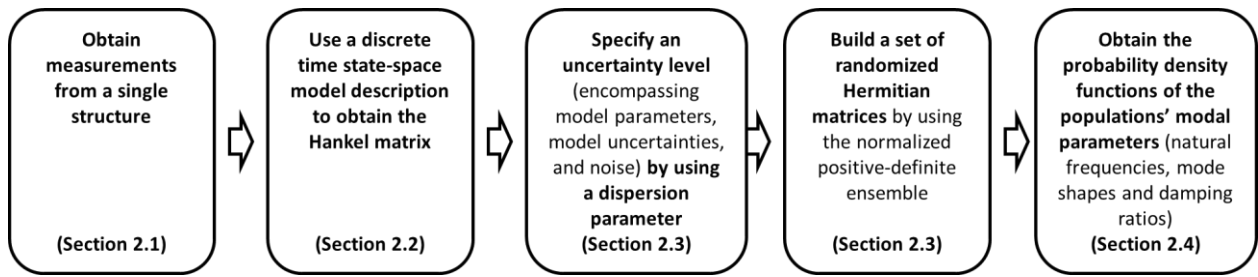 Obtain
measurements
from a single
structure
(Section 2.1)
Use a discrete
time state-space
model description
to obtain the
Hankel matrix
(Section 2.2)
Specify an
uncertainty level
(encompassing
model parameters,
model uncertainties,
and noise) by using
a dispersion
parameter
(Section 2.3)
Build a set of
randomized
Hermitian
matrices by using
the normalized
positive-definite
ensemble
(Section 2.3)
Obtain the
probability density
functions of the
populations’ modal
parameters (natural
frequencies, mode
shapes and damping
ratios)
(Section 2.4)